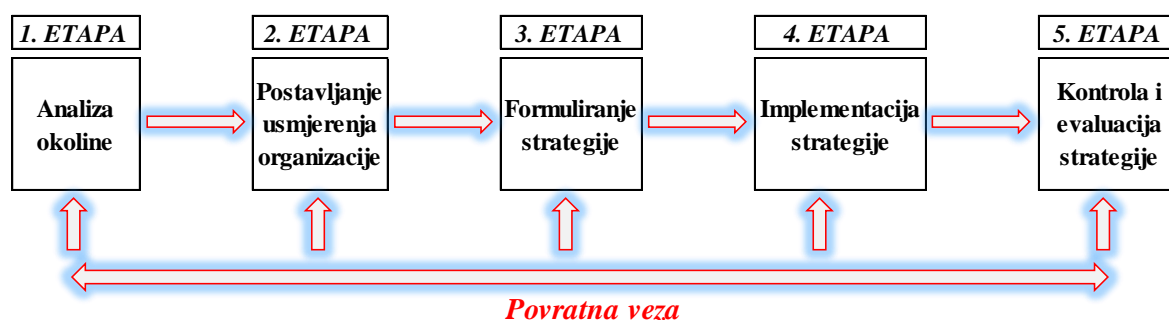 1. ETAPA
Analiza
okoline
2. ETAPA
Postavljanje
usmjerenja
organizacije
3. ETAPA
Formuliranje
strategije
4. ETAPA
Implementacija
strategije
5. ETAPA
Kontrola i
evaluacija
strategije
Povratna veza